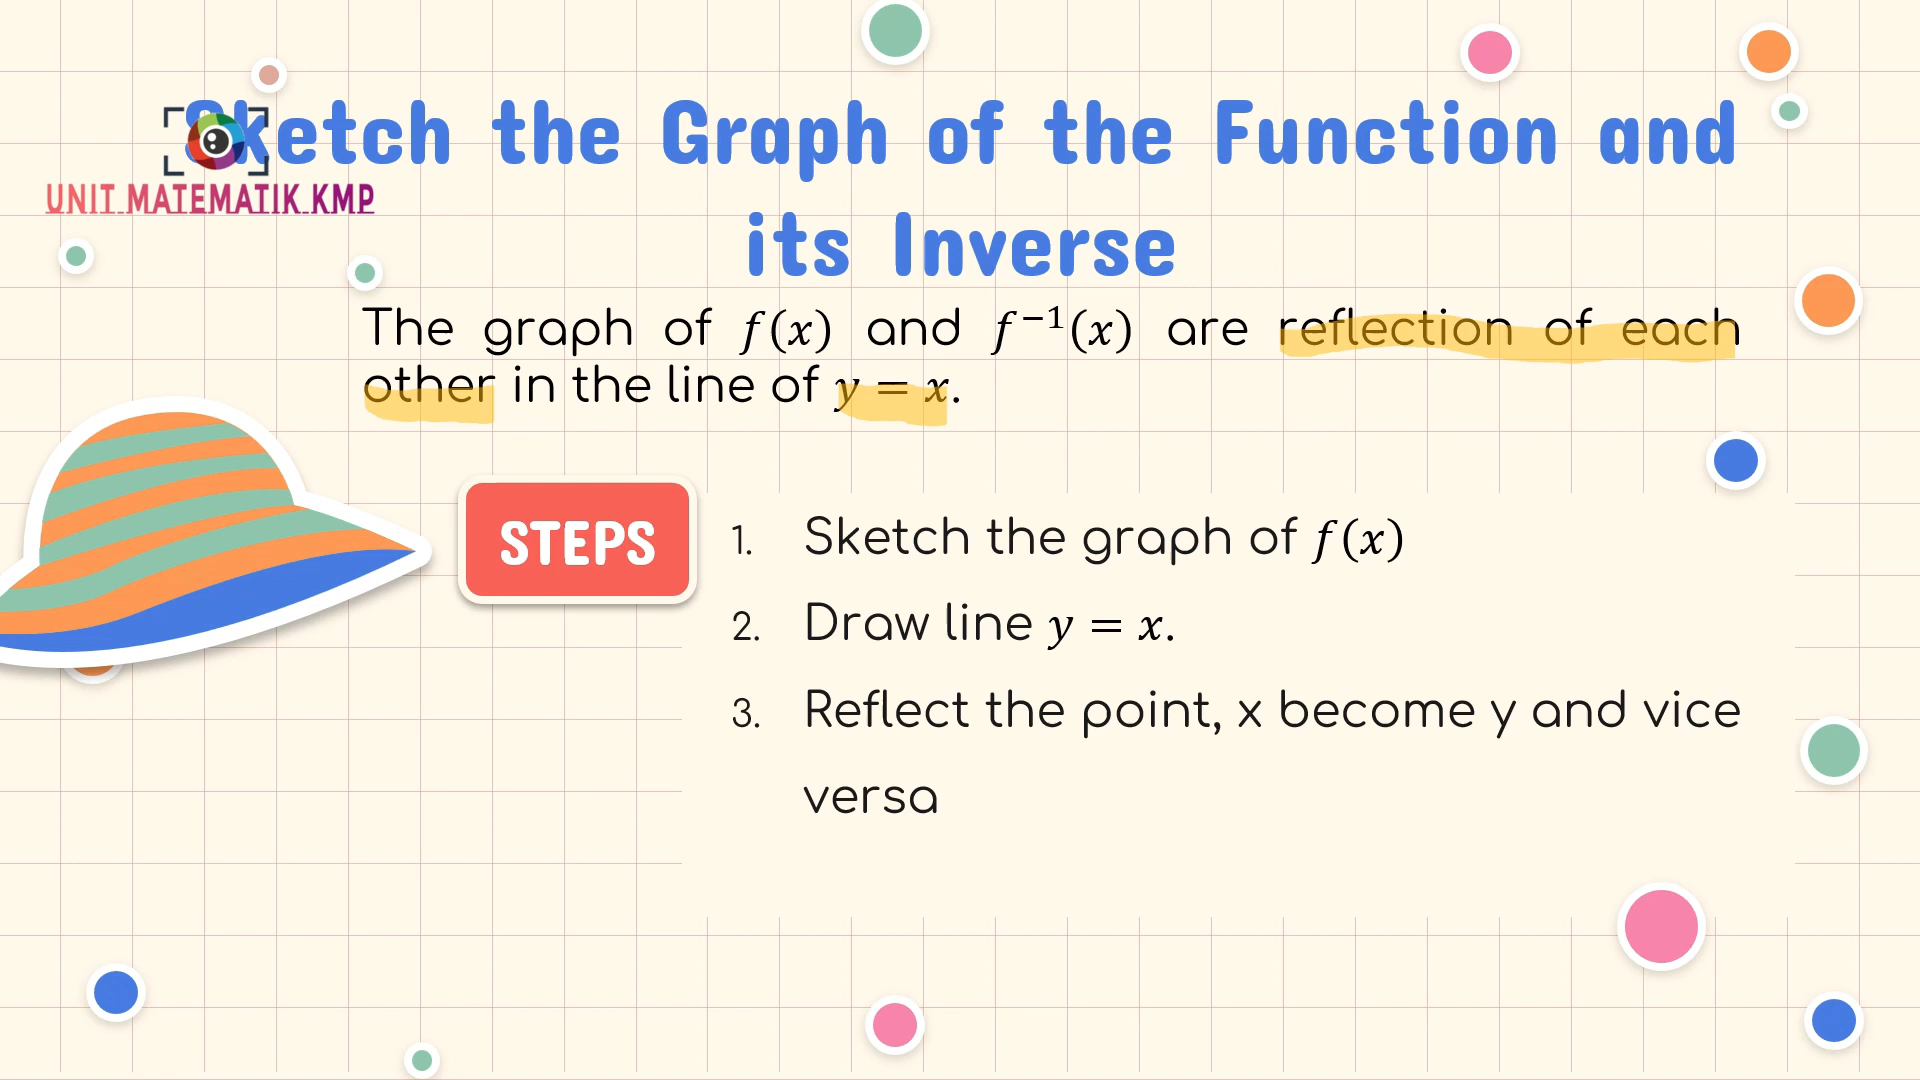 Sketch the Graph of the Function and
UNIT MATEMATIK KMP
its Inverse
The graph of f(x) and f⁻¹(x) are reflection of each
other in the line of y = x.
STEPS
1. Sketch the graph of f(x)
2. Draw line y = x.
3. Reflect the point, x become y and vice
versa